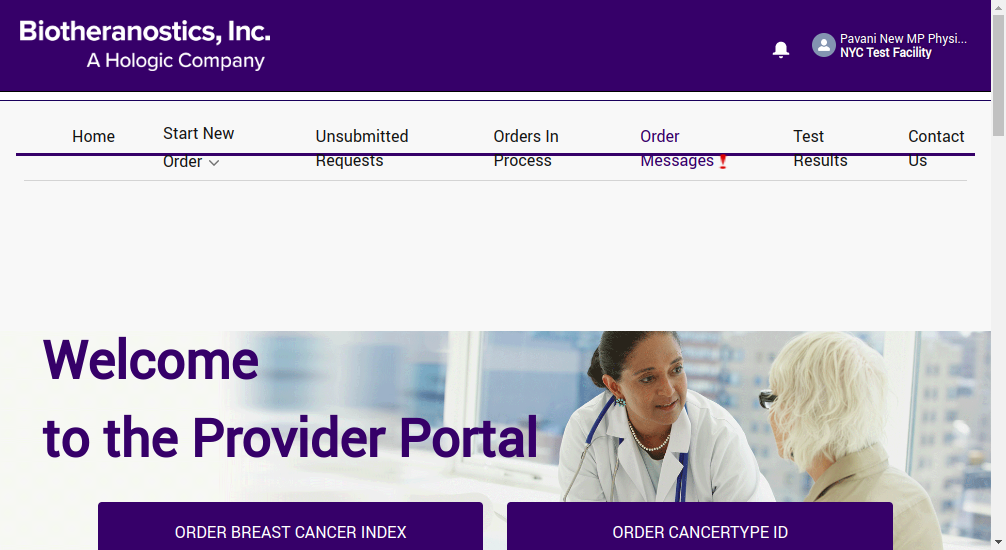 Biotheranostics, Inc.
A Hologic Company
Pavani New MP Physi...
NYC Test Facility
Home
Start New
Order
Unsubmitted
Requests
Orders In
Process
Order
Messages❗
Test
Results
Contact
Us
Welcome
to the Provider Portal
ORDER BREAST CANCER INDEX
ORDER CANCERTYPE ID